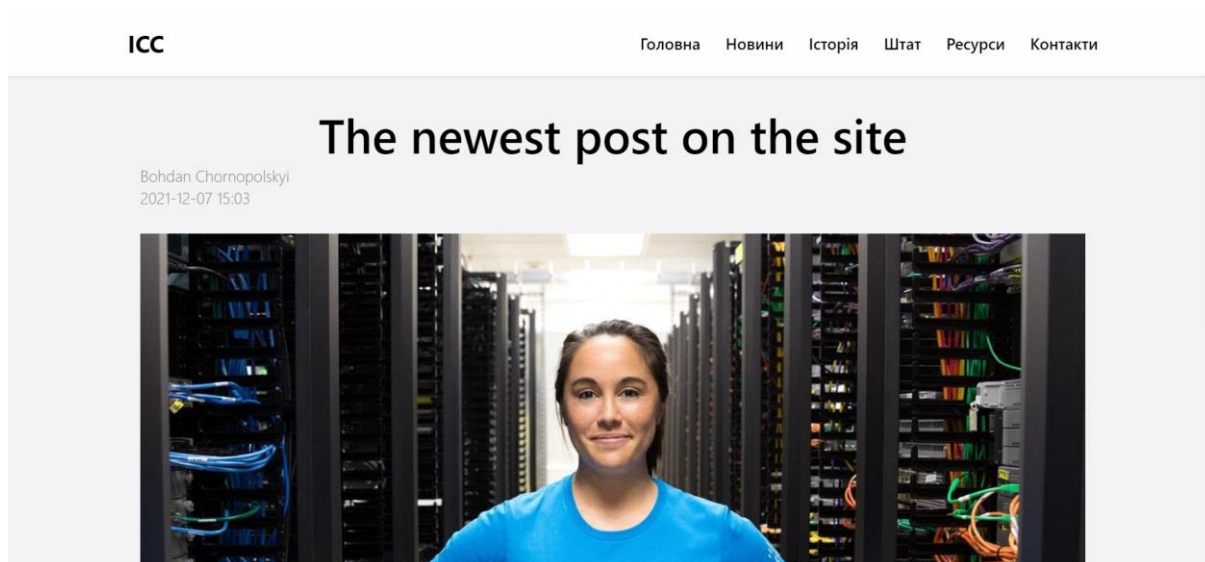 ІСС
Головна Новини Історія Штат Ресурси Контакти
The newest post on the site
Bohdan Chornopolskyi
2021-12-07 15:03